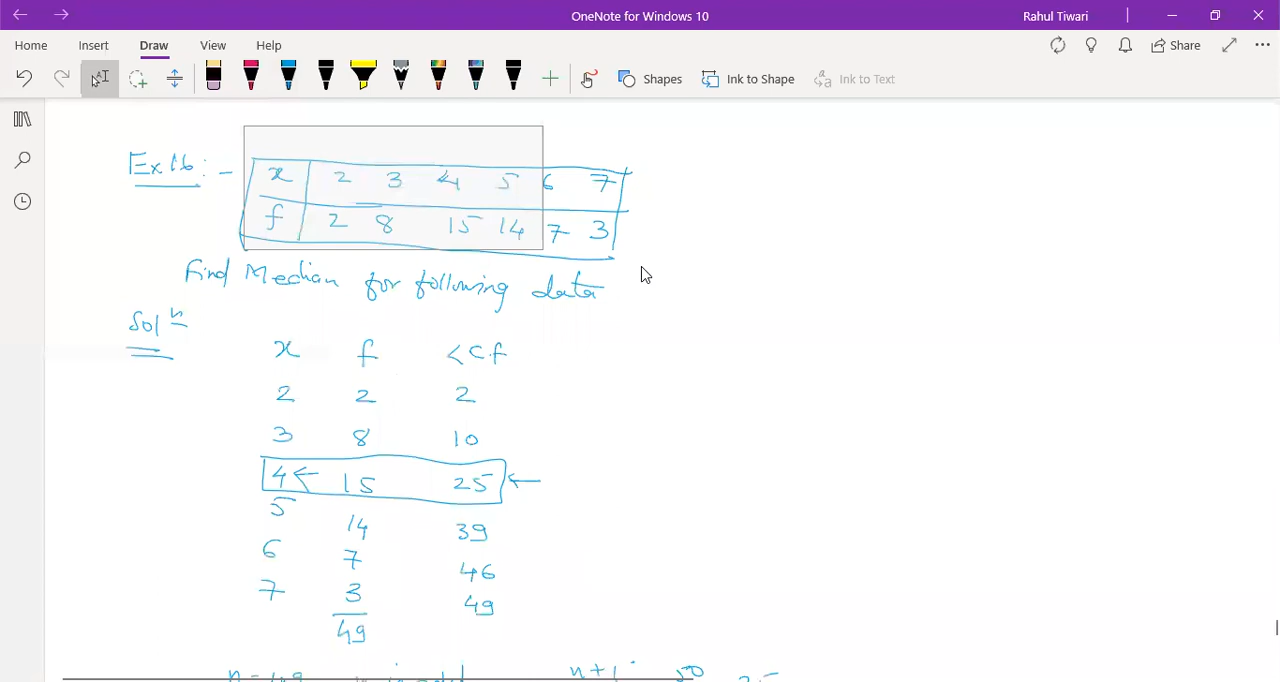 OneNote for Windows 10
Rahul Tiwari
Home Insert Draw View Help
Share
Shapes Ink to Shape Ink to Text
Ex 16 : -
x 2 3 4 5 6 7
f 2 8 15 14 7 3
Find Median for following data
Solⁿ
x f <cf
2 2 2
3 8 10
4 ← 15 25 ←
5 14 39
6 7 46
7 3 49
49